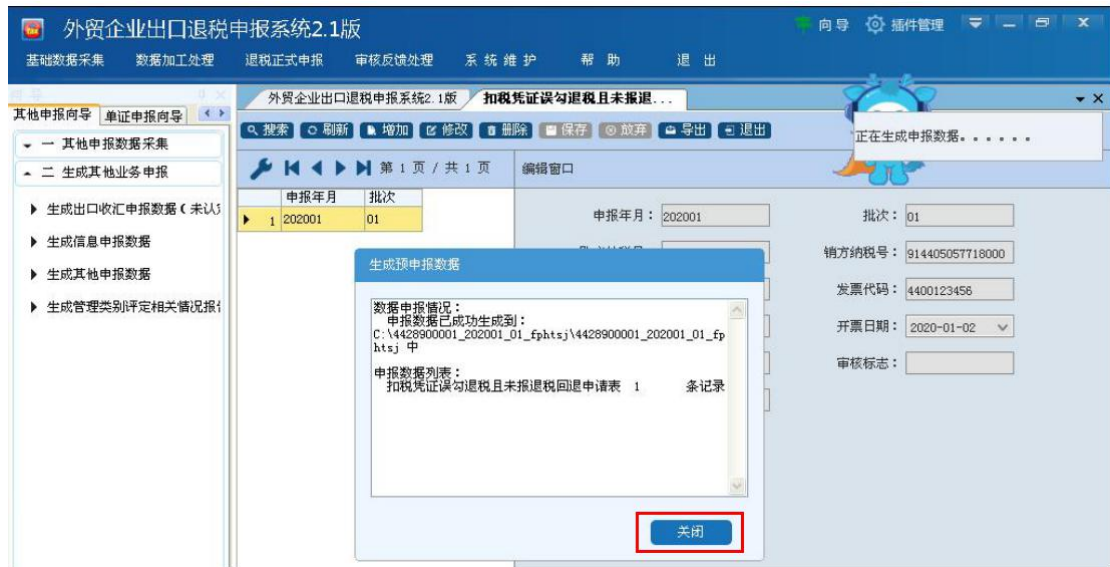 外贸企业出口退税申报系统2.1版
向导 插件管理
基础数据采集 数据加工处理 退税正式申报 审核反馈处理 系统维护 帮助 退出
其他申报向导 单证申报向导
外贸企业出口退税申报系统2.1版 扣税凭证误勾退税且未报退...
搜索 刷新 增加 修改 删除 保存 放弃 导出 退出
正在生成申报数据......
一 其他申报数据采集
二 生成其他业务申报
生成出口收汇申报数据(未认定
生成信息申报数据
生成其他申报数据
生成管理类别评定相关情况报告
第 1 页 / 共 1 页
编辑窗口
申报年月 批次
1 202001 01
申报年月: 202001 批次: 01
销方纳税号: 914405057718000
发票代码: 4400123456
开票日期: 2020-01-02
审核标志:
生成预申报数据
数据申报情况:
申报数据已成功生成到:
C:\4428900001_202001_01_fphtsj\4428900001_202001_01_fp
htsj 中
申报数据列表:
扣税凭证误勾退税且未报退税回退申请表 1 条记录
关闭